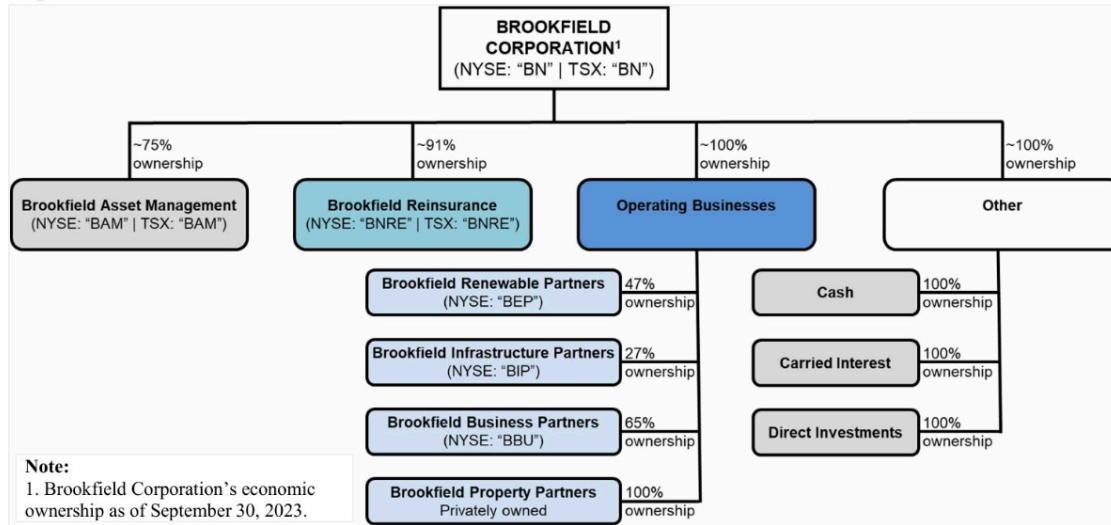 BROOKFIELD
CORPORATION1
(NYSE: “BN” | TSX: “BN”)
~75%
ownership
~91%
ownership
~100%
ownership
~100%
ownership
Brookfield Asset Management
(NYSE: “BAM” | TSX: “BAM”)
Brookfield Reinsurance
(NYSE: “BNRE” | TSX: “BNRE”)
Operating Businesses
Other
Brookfield Renewable Partners
(NYSE: “BEP”)
47%
ownership
Cash
100%
ownership
Brookfield Infrastructure Partners
(NYSE: “BIP”)
27%
ownership
Carried Interest
100%
ownership
Brookfield Business Partners
(NYSE: “BBU”)
65%
ownership
Direct Investments
100%
ownership
Brookfield Property Partners
Privately owned
100%
ownership
Note:
1. Brookfield Corporation’s economic
ownership as of September 30, 2023.